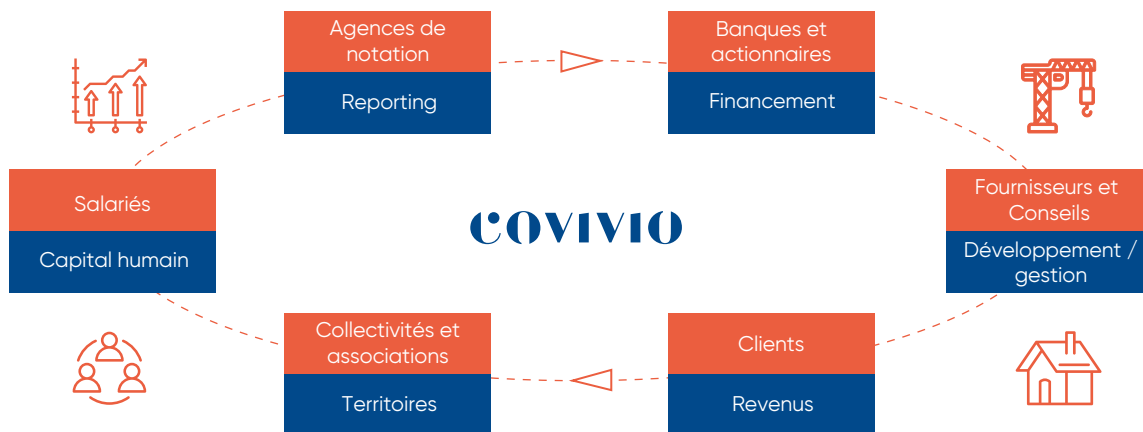 Agences de
notation
Reporting
Banques et
actionnaires
Financement
Salariés
Capital humain
COVIVIO
Fournisseurs et
Conseils
Développement /
gestion
Collectivités et
associations
Territoires
Clients
Revenus